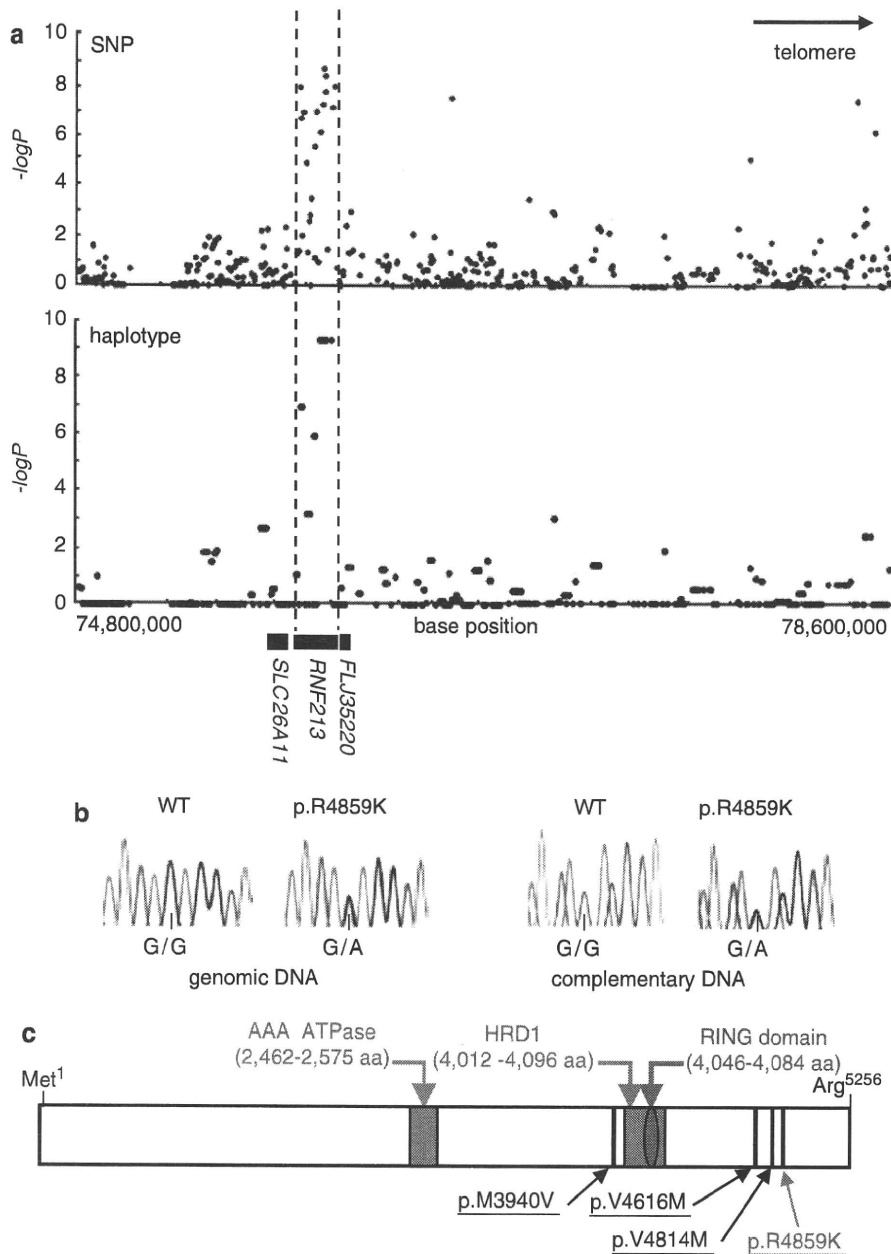 a
SNP
telomere
10
8
6
4
2
0
-logP
haplotype
10
8
6
4
2
0
-logP
74,800,000
base position
78,600,000
SLC26A11
RNF213
FLJ35220
b
WT
p.R4859K
WT
p.R4859K
G/G
G/A
G/G
G/A
genomic DNA
complementary DNA
c
AAA ATPase
(2,462-2,575 aa)
HRD1
(4,012 -4,096 aa)
RING domain
(4,046-4,084 aa)
Met1
Arg5256
p.M3940V
p.V4616M
p.V4814M
p.R4859K